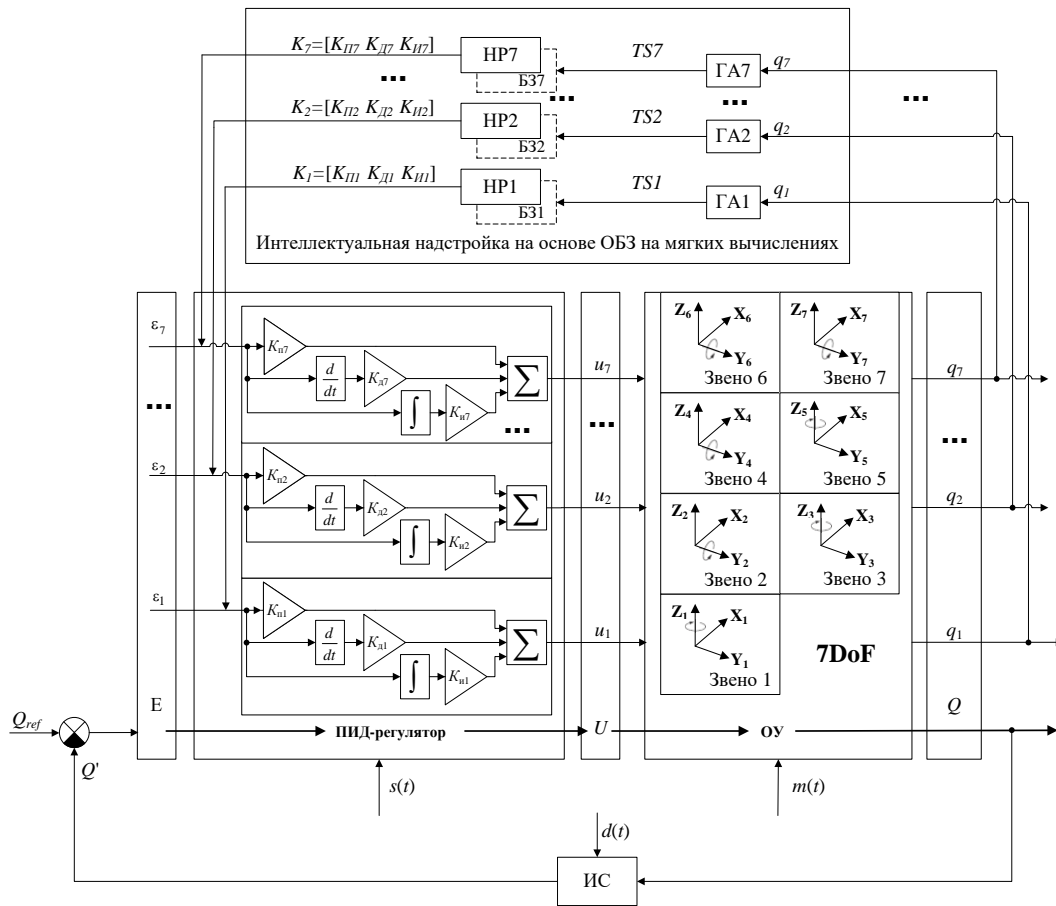 K7=[KП7 KД7 KИ7] НР7 БЗ7 TS7 ГА7 q7
... ... ... ...
K2=[KП2 KД2 KИ2] НР2 БЗ2 TS2 ГА2 q2
K1=[KП1 KД1 KИ1] НР1 БЗ1 TS1 ГА1 q1
Интеллектуальная надстройка на основе ОБЗ на мягких вычислениях
ε7
Kп7
d/dt
Kд7
∫
Kи7
∑
u7
...
...
...
ε2
Kп2
d/dt
Kд2
∫
Kи2
∑
u2
ε1
Kп1
d/dt
Kд1
∫
Kи1
∑
u1
Z6 X6 Y6
Звено 6
Z7 X7 Y7
Звено 7
Z4 X4 Y4
Звено 4
Z5 X5 Y5
Звено 5
Z2 X2 Y2
Звено 2
Z3 X3 Y3
Звено 3
Z1 X1 Y1
Звено 1
7DoF
q7
...
q2
q1
Qref
Q'
E
ПИД-регулятор
U
ОУ
Q
s(t)
m(t)
d(t)
ИС